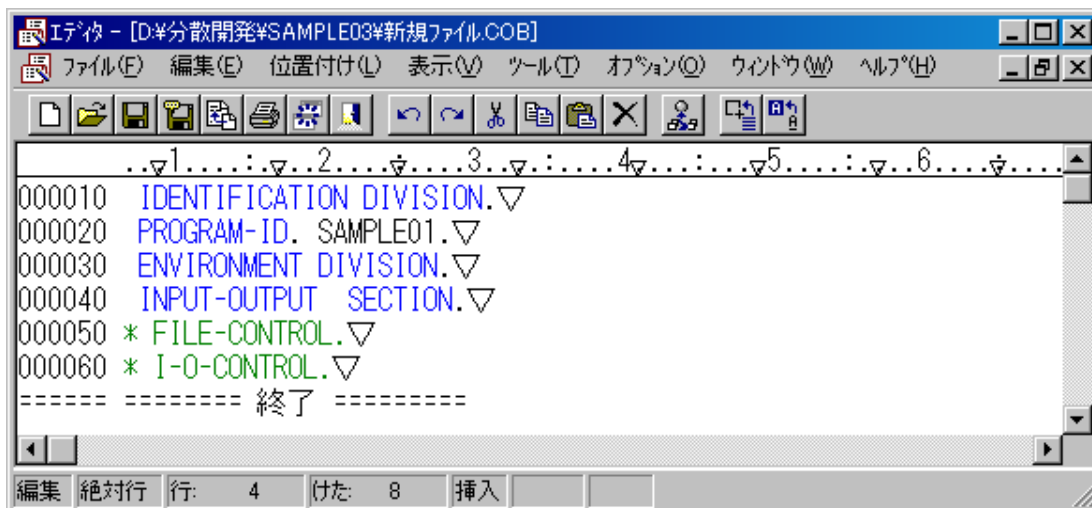 エディタ - [D:¥分散開発¥SAMPLE03¥新規ファイル.COB]
ファイル(F) 編集(E) 位置付け(L) 表示(V) ツール(T) オプション(O) ウィンドウ(W) ヘルプ(H)
..▽1....:.▽..2....▽....3..▽.:....4▽...:...▽5....:.▽..6....▽....
000010 IDENTIFICATION DIVISION.▽
000020 PROGRAM-ID. SAMPLE01.▽
000030 ENVIRONMENT DIVISION.▽
000040 INPUT-OUTPUT SECTION.▽
000050 * FILE-CONTROL.▽
000060 * I-O-CONTROL.▽
====== ======== 終了 =========
編集 絶対行 行: 4 けた: 8 挿入